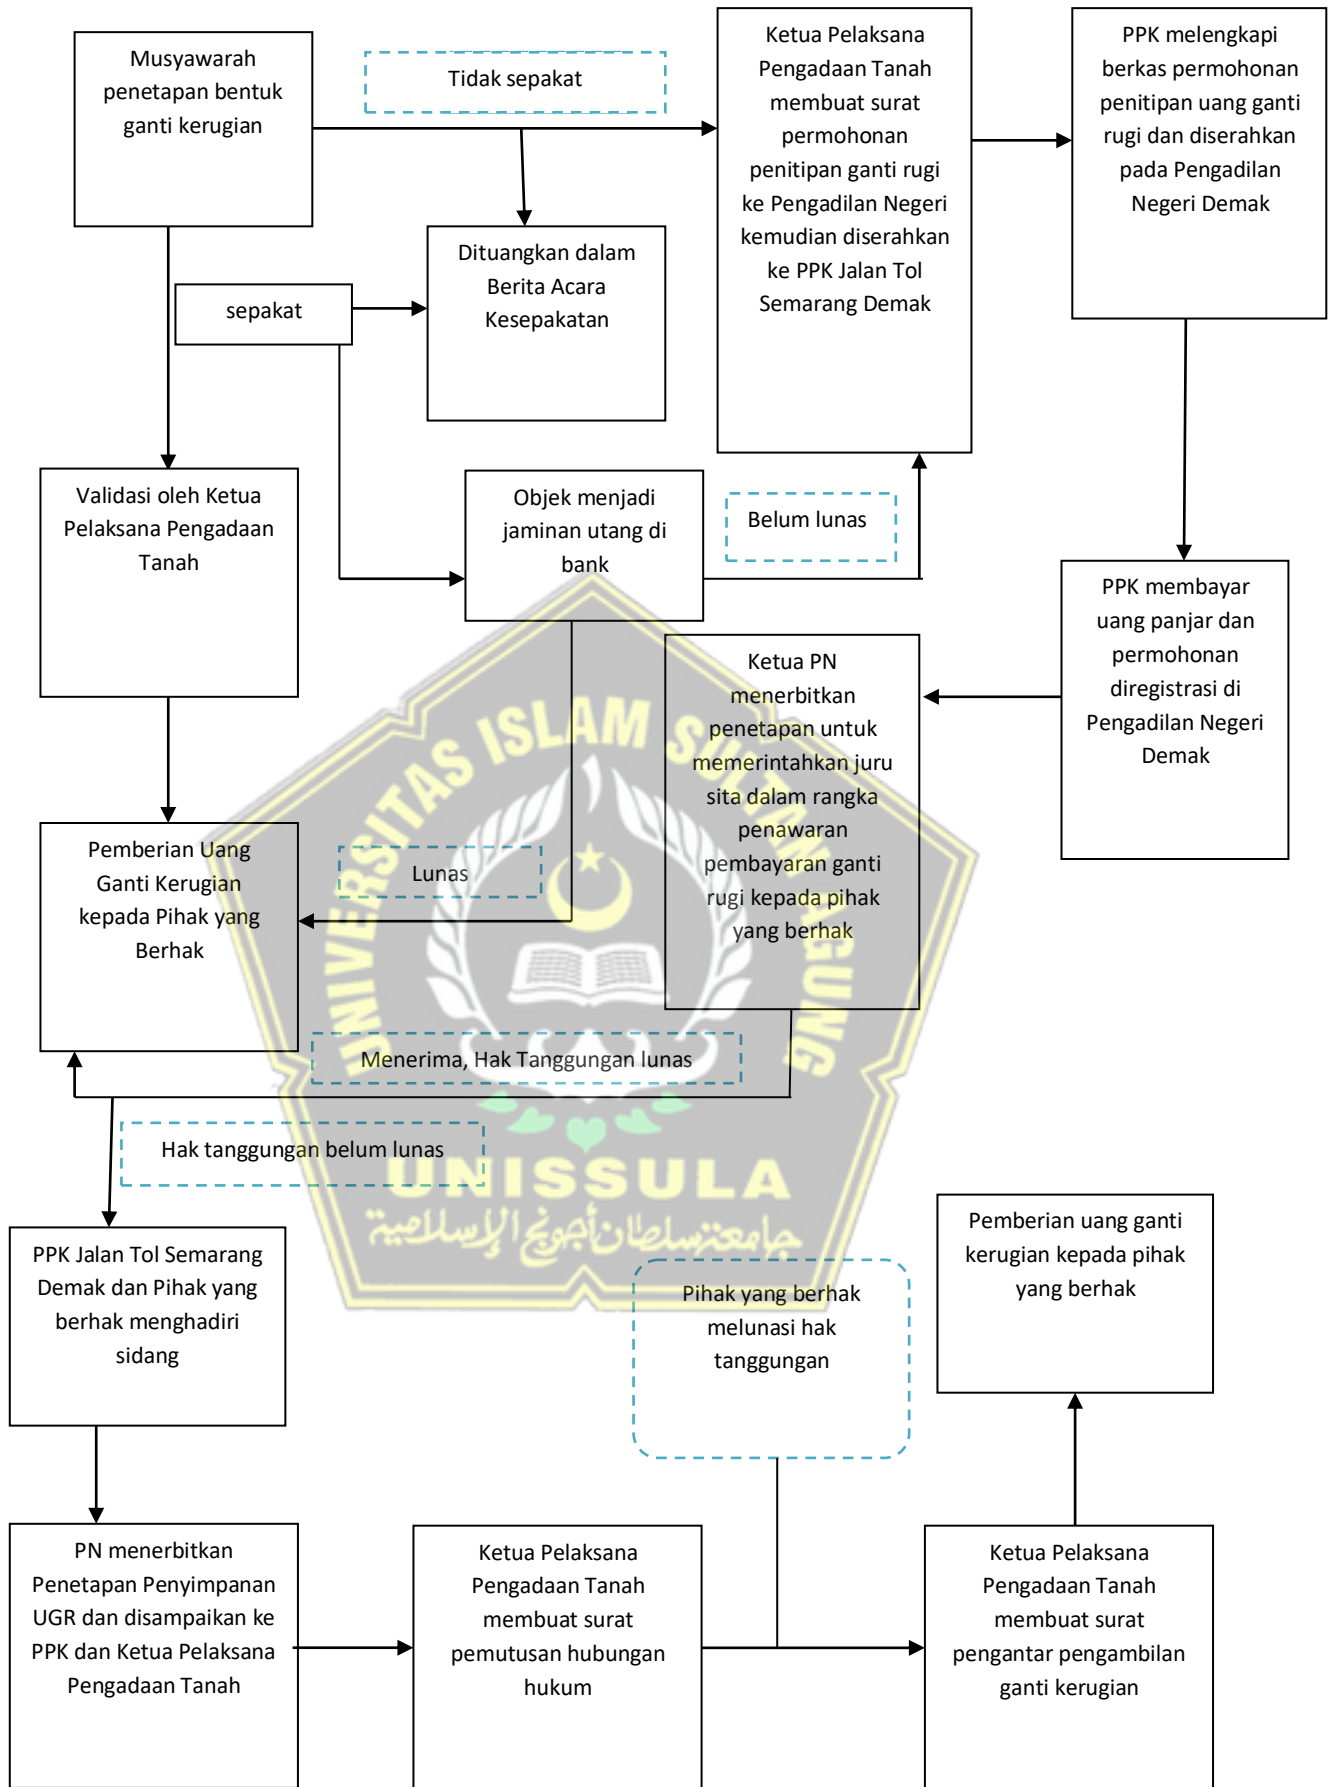 Musyawarah
penetapan bentuk
ganti kerugian
Tidak sepakat
Ketua Pelaksana
Pengadaan Tanah
membuat surat
permohonan
penitipan ganti rugi
ke Pengadilan Negeri
kemudian diserahkan
ke PPK Jalan Tol
Semarang Demak
PPK melengkapi
berkas permohonan
penitipan uang ganti
rugi dan diserahkan
pada Pengadilan
Negeri Demak
sepakat
Dituangkan dalam
Berita Acara
Kesepakatan
Validasi oleh Ketua
Pelaksana Pengadaan
Tanah
Objek menjadi
jaminan utang di
bank
Belum lunas
PPK membayar
uang panjar dan
permohonan
diregistrasi di
Pengadilan Negeri
Demak
Ketua PN
menerbitkan
penetapan untuk
memerintahkan juru
sita dalam rangka
penawaran
pembayaran ganti
rugi kepada pihak
yang berhak
Pemberian Uang
Ganti Kerugian
kepada Pihak yang
Berhak
Lunas
Menerima, Hak Tanggungan lunas
Hak tanggungan belum lunas
UNIVERSITAS ISLAM SULTAN AGUNG
UNISSULA
جامعة سلطان أجونج الإسلامية
PPK Jalan Tol Semarang
Demak dan Pihak yang
berhak menghadiri
sidang
Pihak yang berhak
melunasi hak
tanggungan
Pemberian uang ganti
kerugian kepada pihak
yang berhak
PN menerbitkan
Penetapan Penyimpanan
UGR dan disampaikan ke
PPK dan Ketua Pelaksana
Pengadaan Tanah
Ketua Pelaksana
Pengadaan Tanah
membuat surat
pemutusan hubungan
hukum
Ketua Pelaksana
Pengadaan Tanah
membuat surat
pengantar pengambilan
ganti kerugian